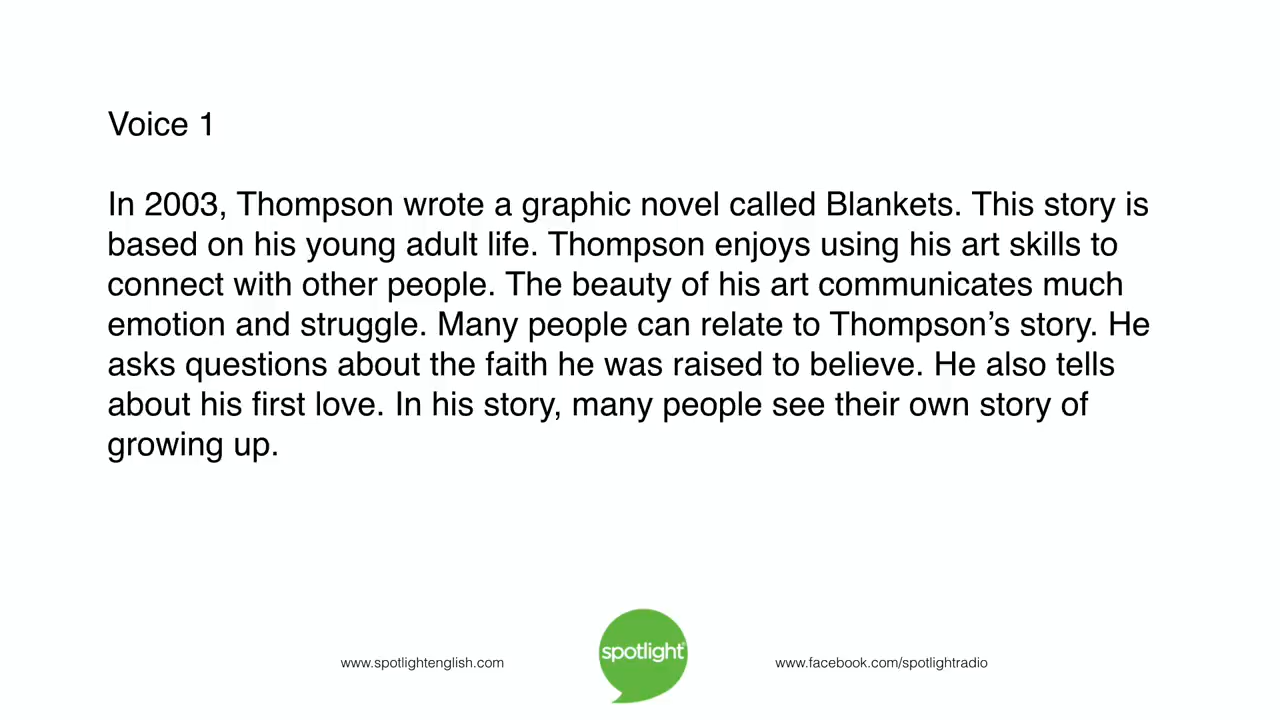 Voice 1
In 2003, Thompson wrote a graphic novel called Blankets. This story is
based on his young adult life. Thompson enjoys using his art skills to
connect with other people. The beauty of his art communicates much
emotion and struggle. Many people can relate to Thompson’s story. He
asks questions about the faith he was raised to believe. He also tells
about his first love. In his story, many people see their own story of
growing up.
www.spotlightenglish.com
spotlight
www.facebook.com/spotlightradio